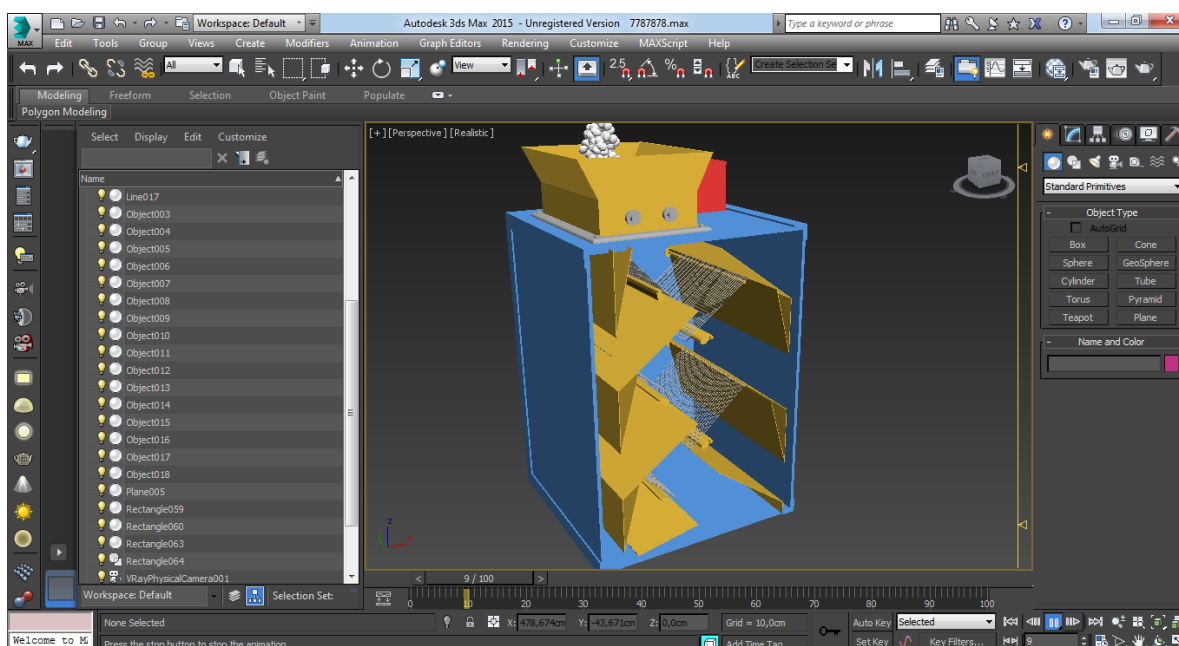 Workspace: Default
Autodesk 3ds Max 2015 - Unregistered Version 7787878.max
Type a keyword or phrase
MAX
Edit Tools Group Views Create Modifiers Animation Graph Editors Rendering Customize MAXScript Help
All
View
2.5
Create Selection Se
Modeling Freeform Selection Object Paint Populate
Polygon Modeling
Select Display Edit Customize
[+] [Perspective ] [Realistic ]
Name
Line017
Object003
Object004
Object005
Object006
Object007
Object008
Object009
Object010
Object011
Object012
Object013
Object014
Object015
Object016
Object017
Object018
Plane005
Rectangle059
Rectangle060
Rectangle063
Rectangle064
VRayPhysicalCamera001
Standard Primitives
- Object Type
AutoGrid
Box Cone
Sphere GeoSphere
Cylinder Tube
Torus Pyramid
Teapot Plane
- Name and Color
z
Workspace: Default
Selection Set:
< 9 / 100 >
0 10 20 30 40 50 60 70 80 90 100
None Selected
X: 478,674cm Y: -43,671cm Z: 0,0cm
Grid = 10,0cm
Auto Key Selected
Welcome to M
Press the stop button to stop the animation
Add Time Tag
Set Key Key Filters...
9